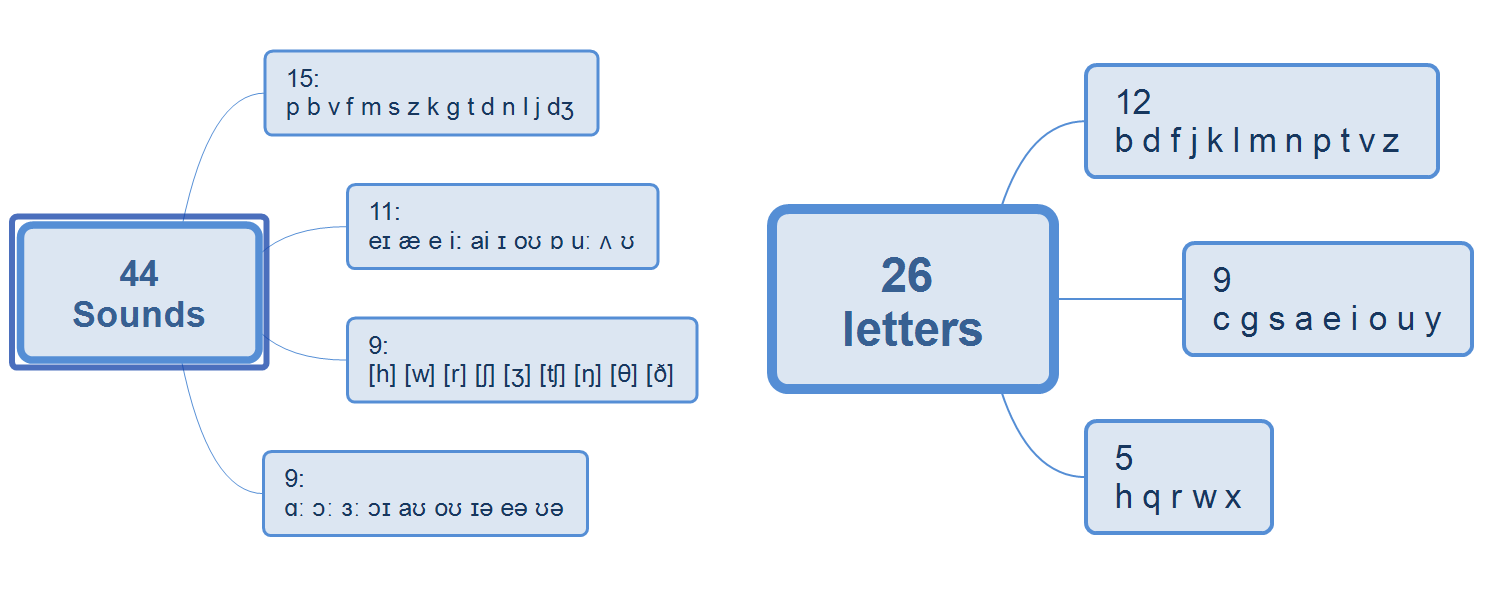 44
Sounds
15:
p b v f m s z k g t d n l j dʒ
11:
eɪ æ e iː ai ɪ oʊ ɒ uː ʌ ʊ
9:
[h] [w] [r] [ʃ] [ʒ] [ʧ] [ŋ] [θ] [ð]
9:
ɑː ɔː ɜː ɔɪ aʊ oʊ ɪə eə ʊə
26
letters
12
b d f j k l m n p t v z
9
c g s a e i o u y
5
h q r w x